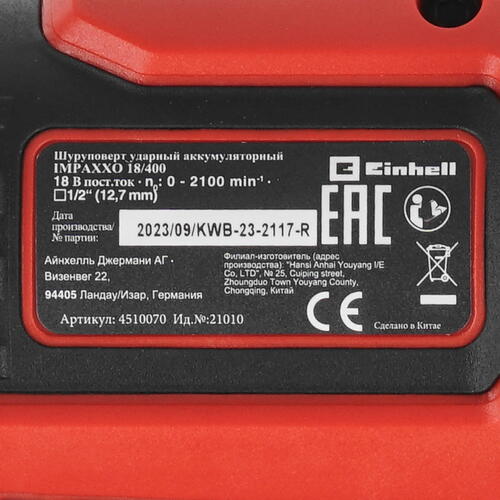 Шуруповерт ударный аккумуляторный
IMPAXXO 18/400
18 В пост.ток · n₀: 0 - 2100 min⁻¹ ·
□1/2“ (12,7 mm)
Einhell
EAC
Дата
производства/
№ партии:
2023/09/KWB-23-2117-R
Айнхелль Джермани АГ ·
Визенвег 22,
94405 Ландау/Изар, Германия
Филиал-изготовитель (адрес
производства): "Hansi Anhai Youyang I/E
Co, LTD", № 25, Cuiping street,
Zhoungduo Town Youyang County,
Chongqing, Китай
Артикул: 4510070 Ид.№:21010
CE
Сделано в Китае